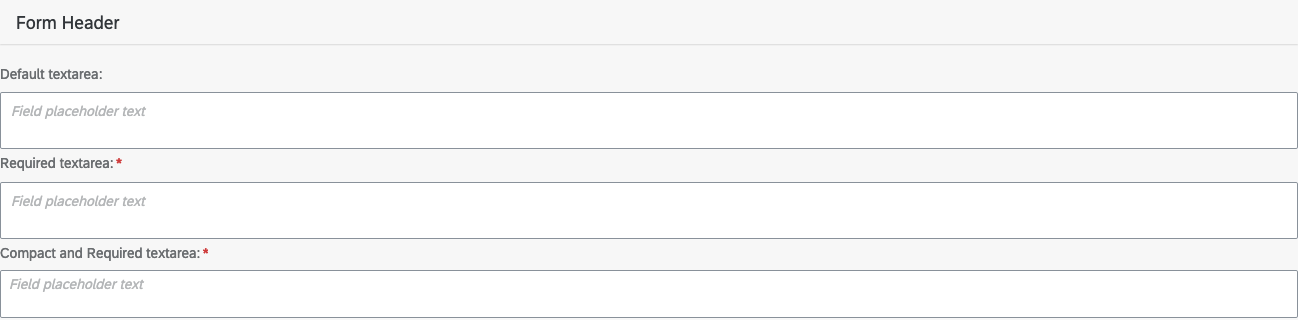 Form Header
Default textarea:
Field placeholder text
Required textarea: *
Field placeholder text
Compact and Required textarea: *
Field placeholder text